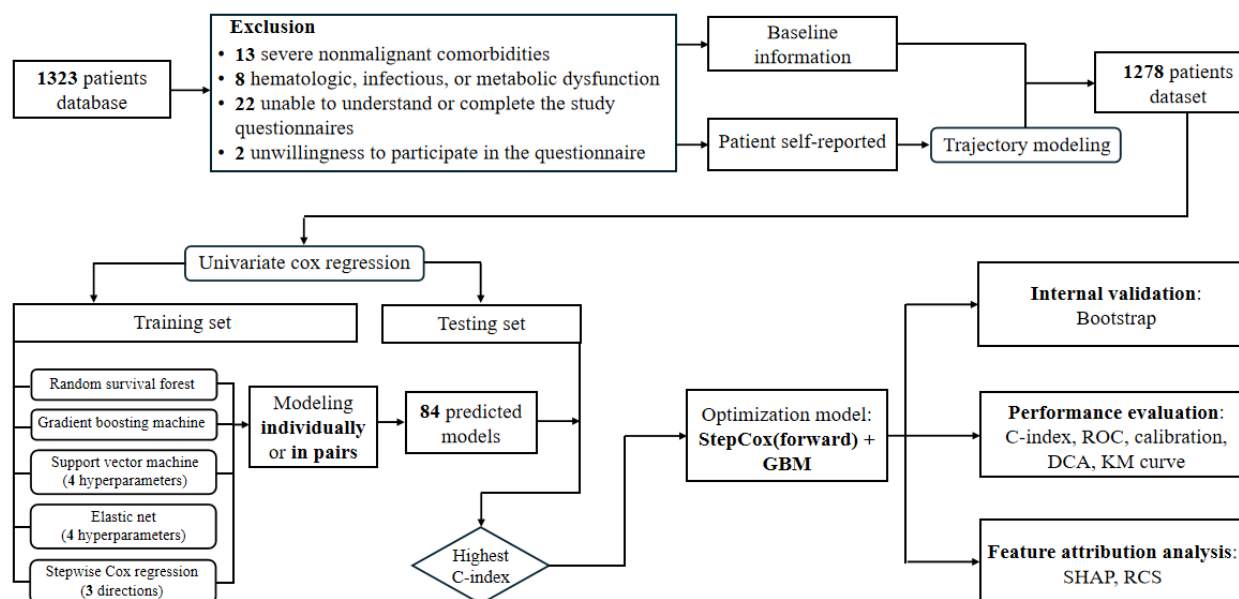 Exclusion
• 13 severe nonmalignant comorbidities
• 8 hematologic, infectious, or metabolic dysfunction
• 22 unable to understand or complete the study
questionnaires
• 2 unwillingness to participate in the questionnaire
1323 patients
database
Baseline
information
Patient self-reported
Trajectory modeling
1278 patients
dataset
Univariate cox regression
Training set
Testing set
Random survival forest
Gradient boosting machine
Support vector machine
(4 hyperparameters)
Elastic net
(4 hyperparameters)
Stepwise Cox regression
(3 directions)
Modeling
individually
or in pairs
84 predicted
models
Highest
C-index
Optimization model:
StepCox(forward) +
GBM
Internal validation:
Bootstrap
Performance evaluation:
C-index, ROC, calibration,
DCA, KM curve
Feature attribution analysis:
SHAP, RCS